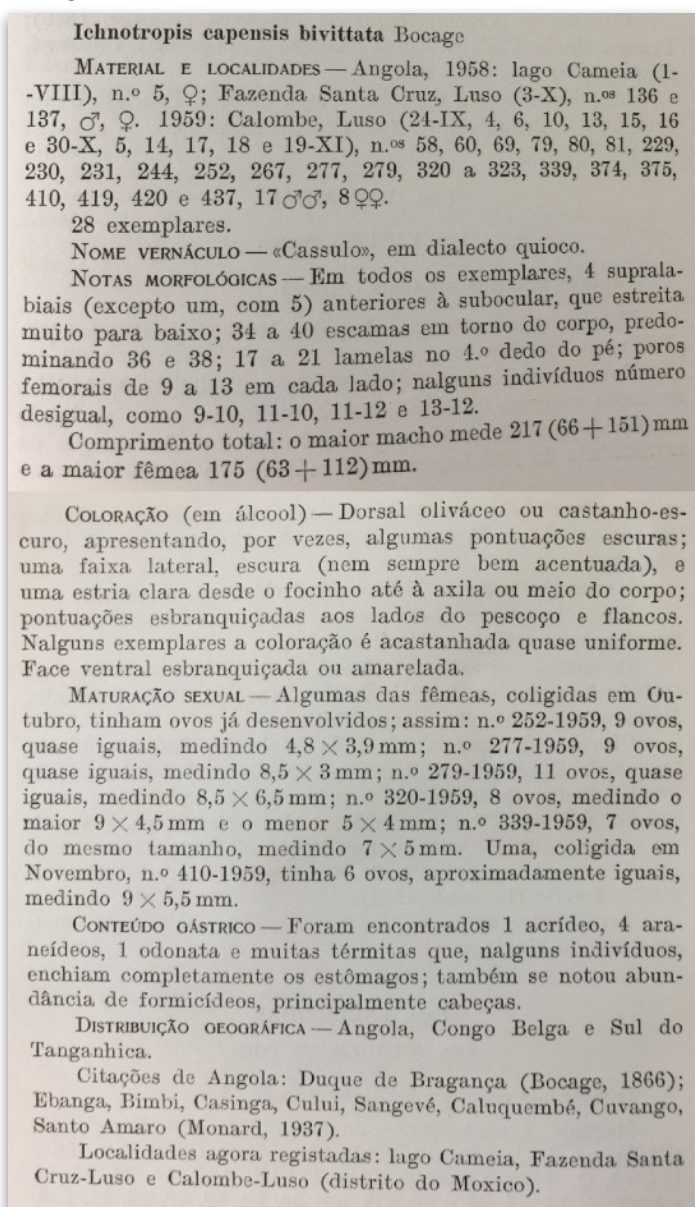 Ichnotropis capensis bivittata Bocage
MATERIAL E LOCALIDADES — Angola, 1958: lago Cameia (1-
-VIII), n.o 5, ♀; Fazenda Santa Cruz, Luso (3-X), n.os 136 e
137, ♂, ♀. 1959: Calombe, Luso (24-IX, 4, 6, 10, 13, 15, 16
e 30-X, 5, 14, 17, 18 e 19-XI), n.os 58, 60, 69, 79, 80, 81, 229,
230, 231, 244, 252, 267, 277, 279, 320 a 323, 339, 374, 375,
410, 419, 420 e 437, 17 ♂♂, 8 ♀♀.
28 exemplares.
NOME VERNÁCULO — «Cassulo», em dialecto quioco.
NOTAS MORFOLÓGICAS — Em todos os exemplares, 4 suprala-
biais (excepto um, com 5) anteriores à subocular, que estreita
muito para baixo; 34 a 40 escamas em torno do corpo, predo-
minando 36 e 38; 17 a 21 lamelas no 4.o dedo do pé; poros
femorais de 9 a 13 em cada lado; nalguns indivíduos número
desigual, como 9-10, 11-10, 11-12 e 13-12.
Comprimento total: o maior macho mede 217 (66 + 151) mm
e a maior fêmea 175 (63 + 112) mm.
COLORAÇÃO (em álcool) — Dorsal oliváceo ou castanho-es-
curo, apresentando, por vezes, algumas pontuações escuras;
uma faixa lateral, escura (nem sempre bem acentuada), e
uma estria clara desde o focinho até à axila ou meio do corpo;
pontuações esbranquiçadas aos lados do pescoço e flancos.
Nalguns exemplares a coloração é acastanhada quase uniforme.
Face ventral esbranquiçada ou amarelada.
MATURAÇÃO SEXUAL — Algumas das fêmeas, coligidas em Ou-
tubro, tinham ovos já desenvolvidos; assim: n.o 252-1959, 9 ovos,
quase iguais, medindo 4,8 × 3,9 mm; n.o 277-1959, 9 ovos,
quase iguais, medindo 8,5 × 3 mm; n.o 279-1959, 11 ovos, quase
iguais, medindo 8,5 × 6,5 mm; n.o 320-1959, 8 ovos, medindo o
maior 9 × 4,5 mm e o menor 5 × 4 mm; n.o 339-1959, 7 ovos,
do mesmo tamanho, medindo 7 × 5 mm. Uma, coligida em
Novembro, n.o 410-1959, tinha 6 ovos, aproximadamente iguais,
medindo 9 × 5,5 mm.
CONTEÚDO GÁSTRICO — Foram encontrados 1 acrídeo, 4 ara-
neídeos, 1 odonata e muitas térmitas que, nalguns indivíduos,
enchiam completamente os estômagos; também se notou abun-
dância de formicídeos, principalmente cabeças.
DISTRIBUIÇÃO GEOGRÁFICA — Angola, Congo Belga e Sul do
Tanganhica.
Citações de Angola: Duque de Bragança (Bocage, 1866);
Ebanga, Bimbi, Casinga, Cului, Sangevé, Caluquembé, Cuvango,
Santo Amaro (Monard, 1937).
Localidades agora registadas: lago Cameia, Fazenda Santa
Cruz-Luso e Calombe-Luso (distrito do Moxico).